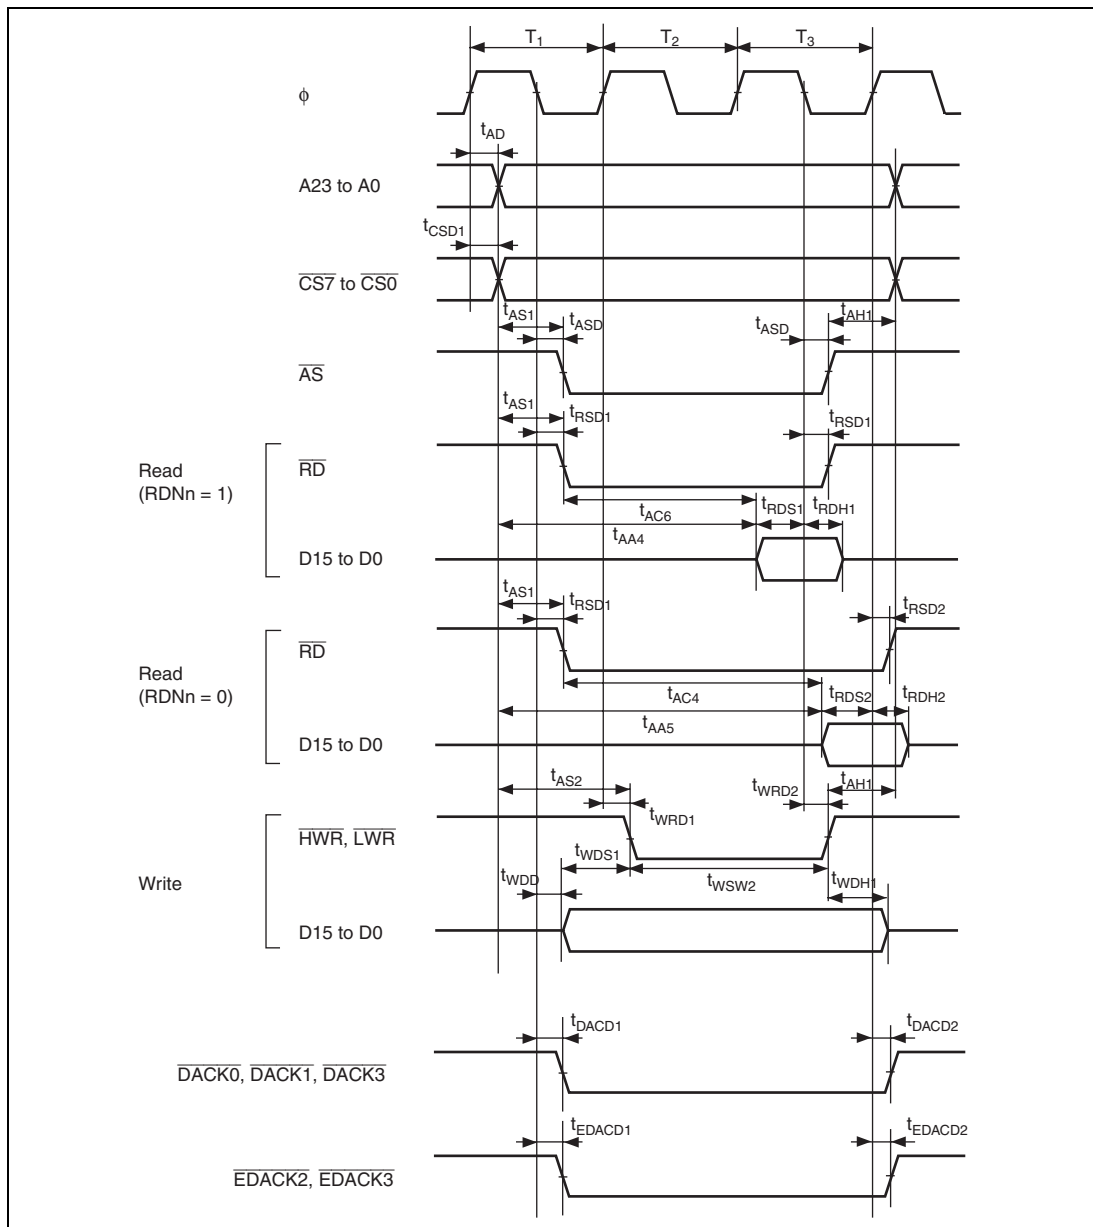 T1 T2 T3
φ
tAD
A23 to A0
tCSD1
CS7 to CS0
tAS1 tASD tASD tAH1
AS
tAS1 tRSD1 tRSD1
Read
(RDNn = 1)
RD
tAC6 tRDS1 tRDH1
tAA4
D15 to D0
tAS1 tRSD1 tRSD2
Read
(RDNn = 0)
RD
tAC4 tRDS2 tRDH2
tAA5
D15 to D0
tAS2 tWRD1 tWRD2 tAH1
Write
HWR, LWR
tWDD tWDS1 tWSW2 tWDH1
D15 to D0
tDACD1 tDACD2
DACK0, DACK1, DACK3
tEDACD1 tEDACD2
EDACK2, EDACK3